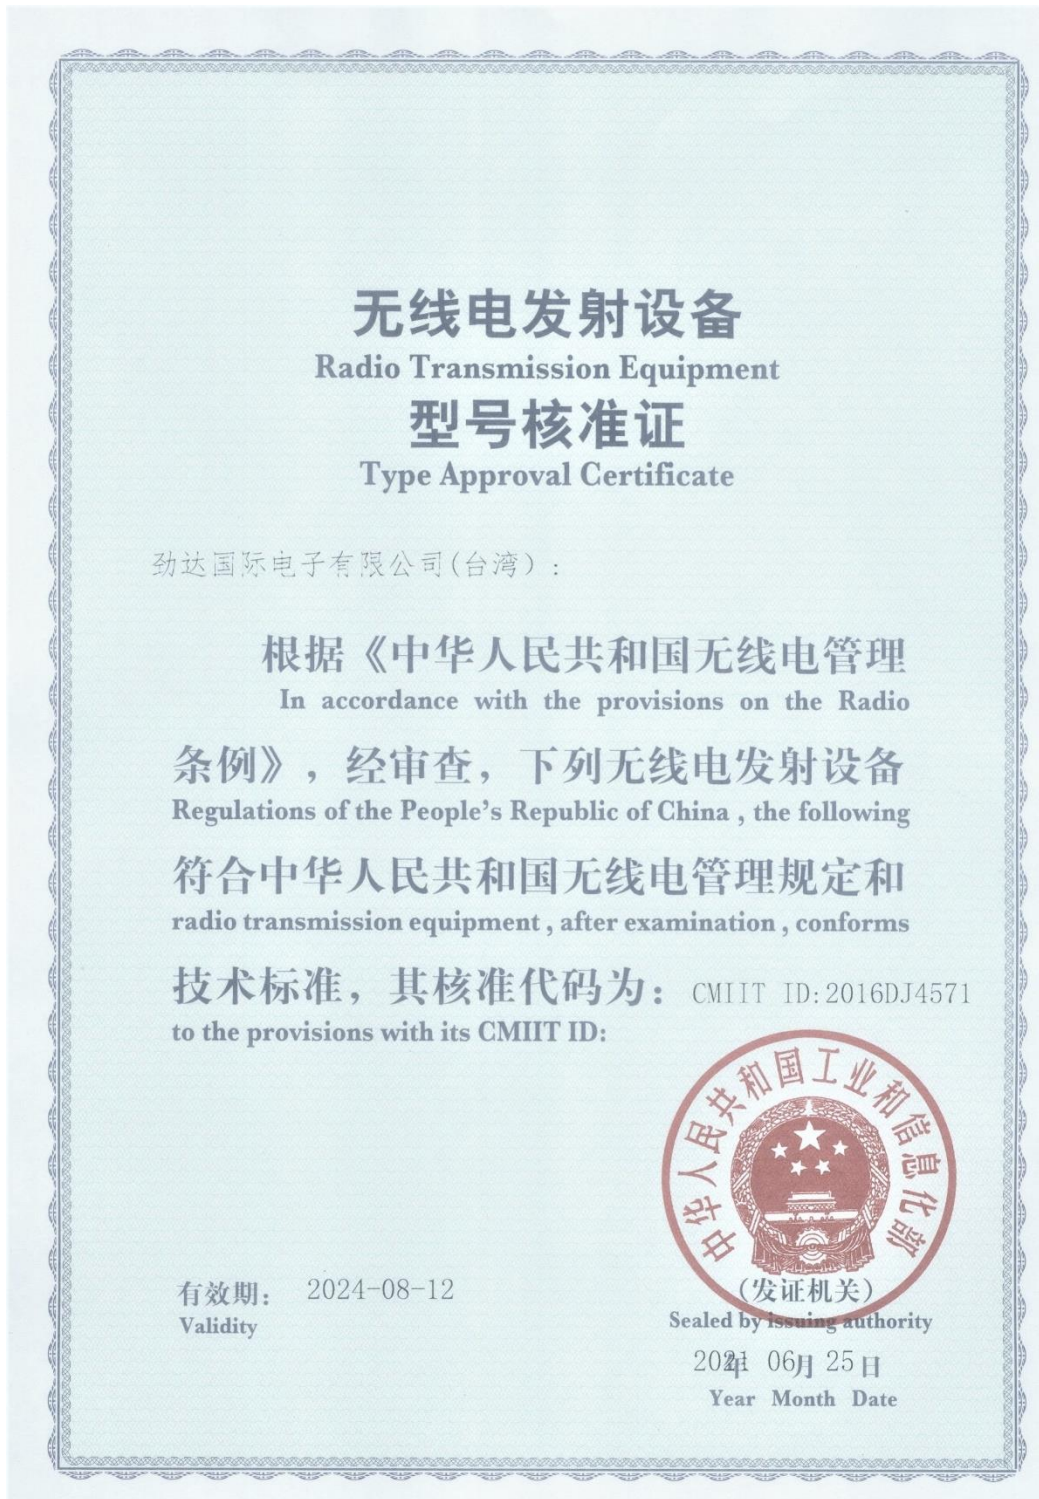 无线电发射设备
Radio Transmission Equipment
型号核准证
Type Approval Certificate
劲达国际电子有限公司(台湾):
根据《中华人民共和国无线电管理
In accordance with the provisions on the Radio
条例》,经审查,下列无线电发射设备
Regulations of the People's Republic of China , the following
符合中华人民共和国无线电管理规定和
radio transmission equipment , after examination , conforms
技术标准,其核准代码为: CMIIT ID:2016DJ4571
to the provisions with its CMIIT ID:
中华人民共和国工业和信息化部
有效期: 2024-08-12
Validity
(发证机关)
Sealed by issuing authority
2021年 06月 25日
Year Month Date